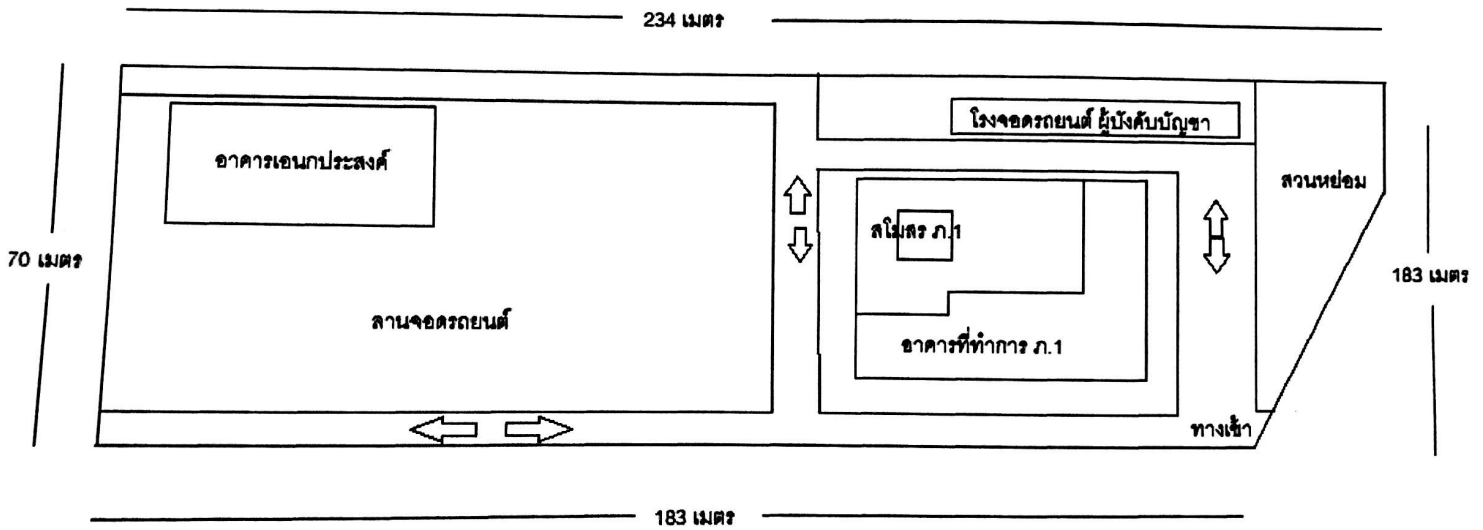 234 เมตร
โรงจอดรถยนต์ ผู้บังคับบัญชา
อาคารเอนกประสงค์
สวนหย่อม
สโมสร ภ.1
70 เมตร
183 เมตร
ลานจอดรถยนต์
อาคารที่ทำการ ภ.1
ทางเข้า
183 เมตร